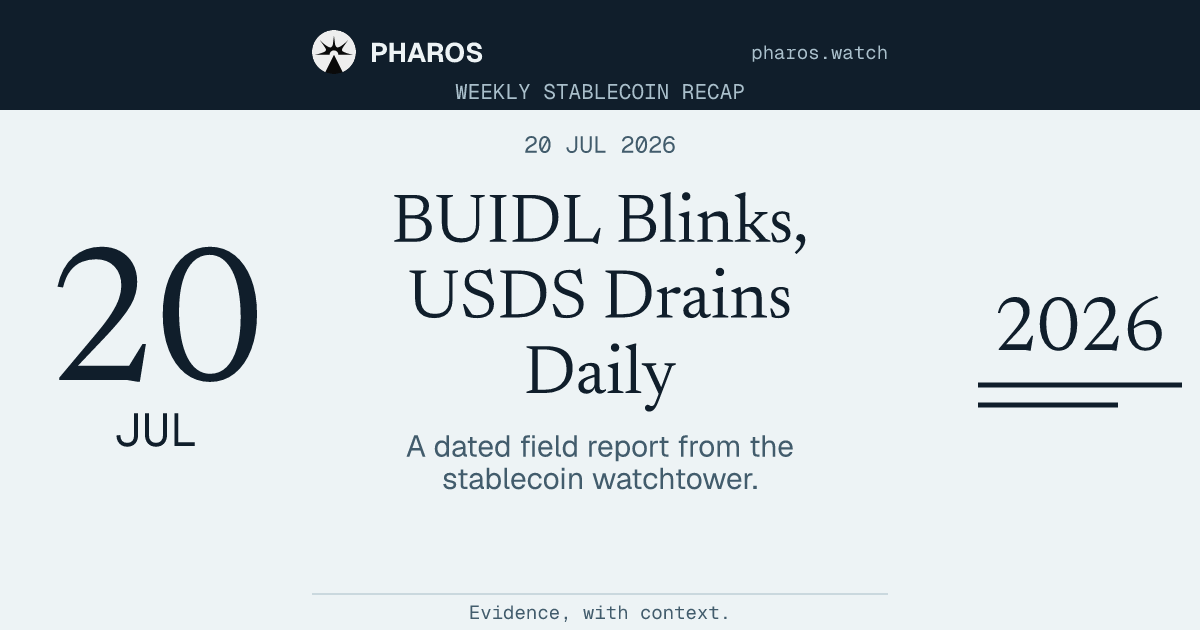 PHAROS
pharos.watch
WEEKLY STABLECOIN RECAP
20 JUL 2026
BUIDL Blinks,
USDS Drains
Daily
A dated field report from the
stablecoin watchtower.
20
JUL
2026
Evidence, with context.